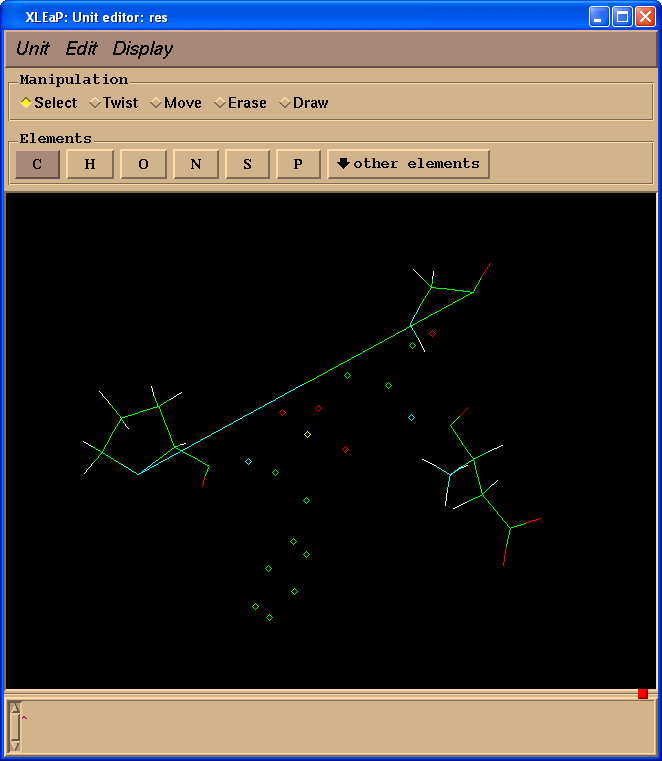 XLEaP: Unit editor: res
Unit Edit Display
Manipulation
Select Twist Move Erase Draw
Elements
C H O N S P other elements
^